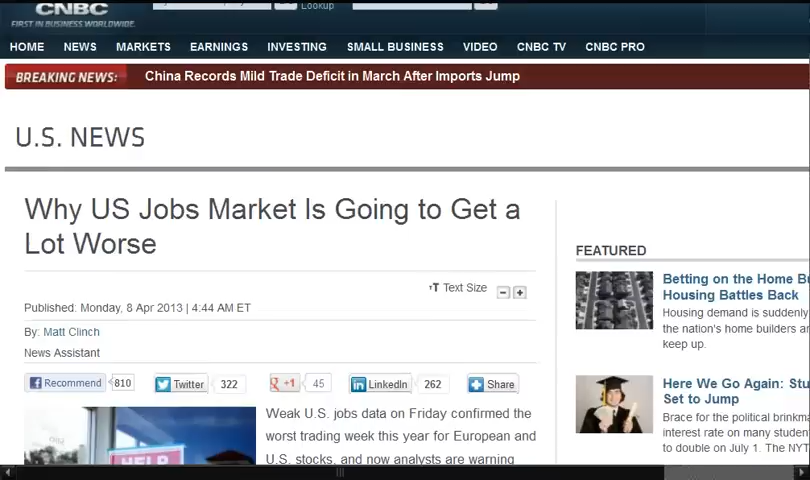 CNBC
FIRST IN BUSINESS WORLDWIDE.
Lookup
HOME NEWS MARKETS EARNINGS INVESTING SMALL BUSINESS VIDEO CNBC TV CNBC PRO
BREAKING NEWS: China Records Mild Trade Deficit in March After Imports Jump
U.S. NEWS
Why US Jobs Market Is Going to Get a
Lot Worse
Text Size
Published: Monday, 8 Apr 2013 | 4:44 AM ET
By: Matt Clinch
News Assistant
Recommend 810 Twitter 322 +1 45 LinkedIn 262 Share
HELP
Weak U.S. jobs data on Friday confirmed the
worst trading week this year for European and
U.S. stocks, and now analysts are warning
FEATURED
Betting on the Home
Housing Battles Back
Housing demand is suddenly
the nation's home builders
keep up.
Here We Go Again:
Set to Jump
Brace for the political
interest rate on many
to double on July 1. The NYT